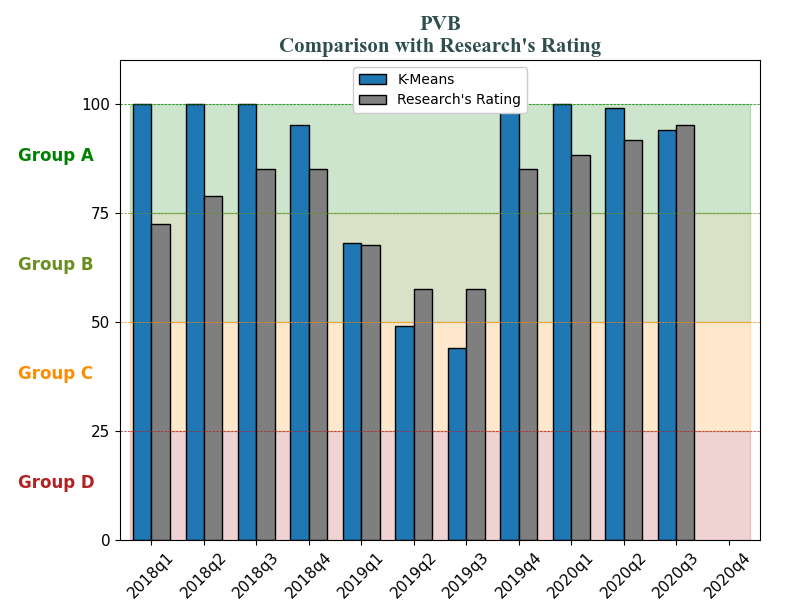 PVB
Comparison with Research's Rating
K-Means
Research's Rating
100
75
50
25
0
Group A
Group B
Group C
Group D
2018q1
2018q2
2018q3
2018q4
2019q1
2019q2
2019q3
2019q4
2020q1
2020q2
2020q3
2020q4